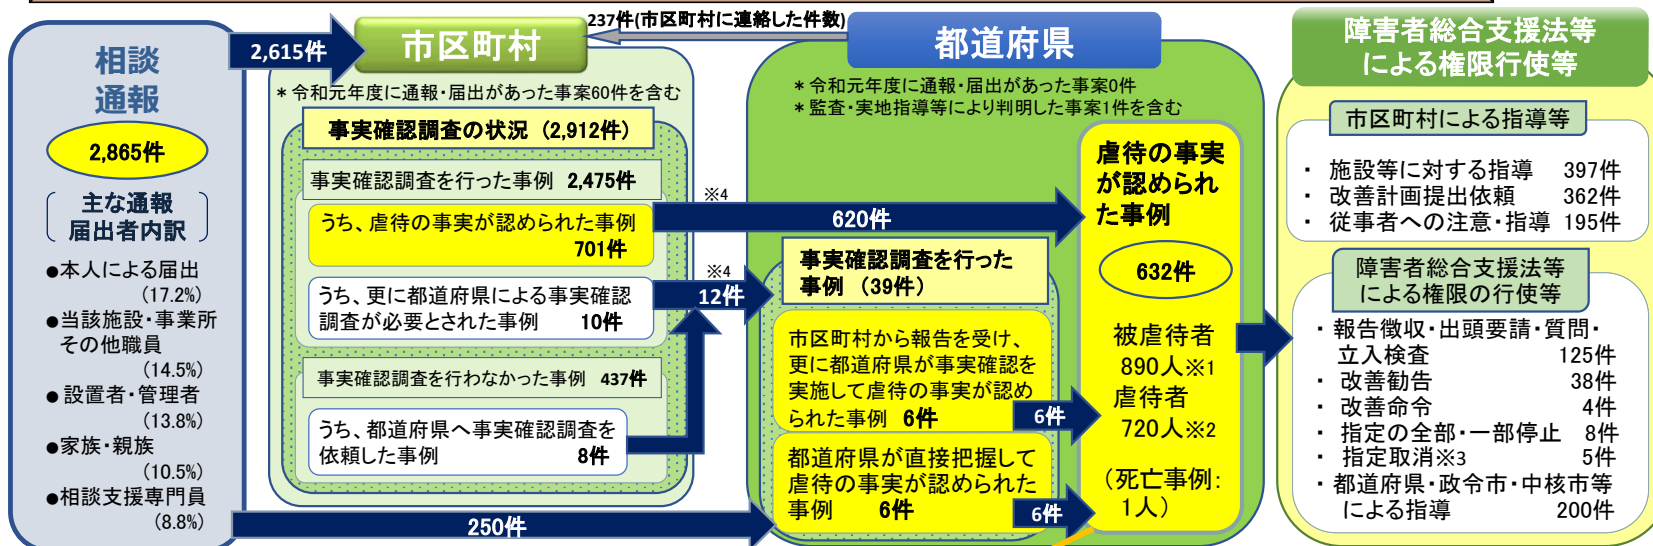 相談
通報
2,865件
主な通報
届出者内訳
●本人による届出
(17.2%)
●当該施設・事業所
その他職員
(14.5%)
●設置者・管理者
(13.8%)
●家族・親族
(10.5%)
●相談支援専門員
(8.8%)
2,615件
250件
市区町村
237件(市区町村に連絡した件数)
*令和元年度に通報・届出があった事案60件を含む
事実確認調査の状況 (2,912件)
事実確認調査を行った事例 2,475件
うち、虐待の事実が認められた事例
701件
うち、更に都道府県による事実確認
調査が必要とされた事例 10件
事実確認調査を行わなかった事例 437件
うち、都道府県へ事実確認調査を
依頼した事例 8件
※4
620件
※4
12件
都道府県
*令和元年度に通報・届出があった事案0件
*監査・実地指導等により判明した事案1件を含む
事実確認調査を行った
事例 (39件)
市区町村から報告を受け、
更に都道府県が事実確認を
実施して虐待の事実が認め
られた事例 6件
6件
都道府県が直接把握して
虐待の事実が認められた
事例 6件
6件
虐待の事実
が認められ
た事例
632件
被虐待者
890人※1
虐待者
720人※2
(死亡事例:
1人)
障害者総合支援法等
による権限行使等
市区町村による指導等
・ 施設等に対する指導 397件
・ 改善計画提出依頼 362件
・ 従事者への注意・指導 195件
障害者総合支援法等
による権限の行使等
・報告徴収・出頭要請・質問・
立入検査 125件
・ 改善勧告 38件
・ 改善命令 4件
・ 指定の全部・一部停止 8件
・ 指定取消※3 5件
・都道府県・政令市・中核市等
による指導 200件